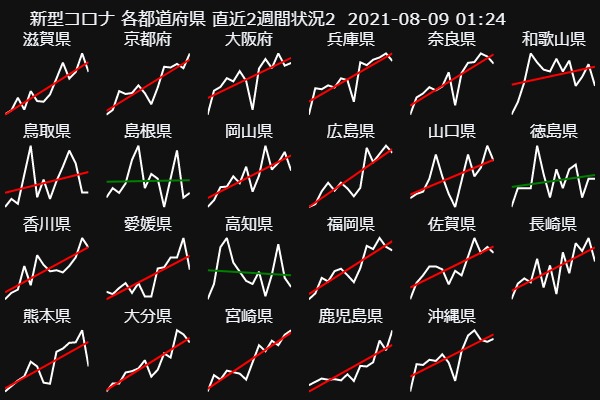 新型コロナ 各都道府県 直近2週間状況2 2021-08-09 01:24
滋賀県 京都府 大阪府 兵庫県 奈良県 和歌山県
鳥取県 島根県 岡山県 広島県 山口県 徳島県
香川県 愛媛県 高知県 福岡県 佐賀県 長崎県
熊本県 大分県 宮崎県 鹿児島県 沖縄県